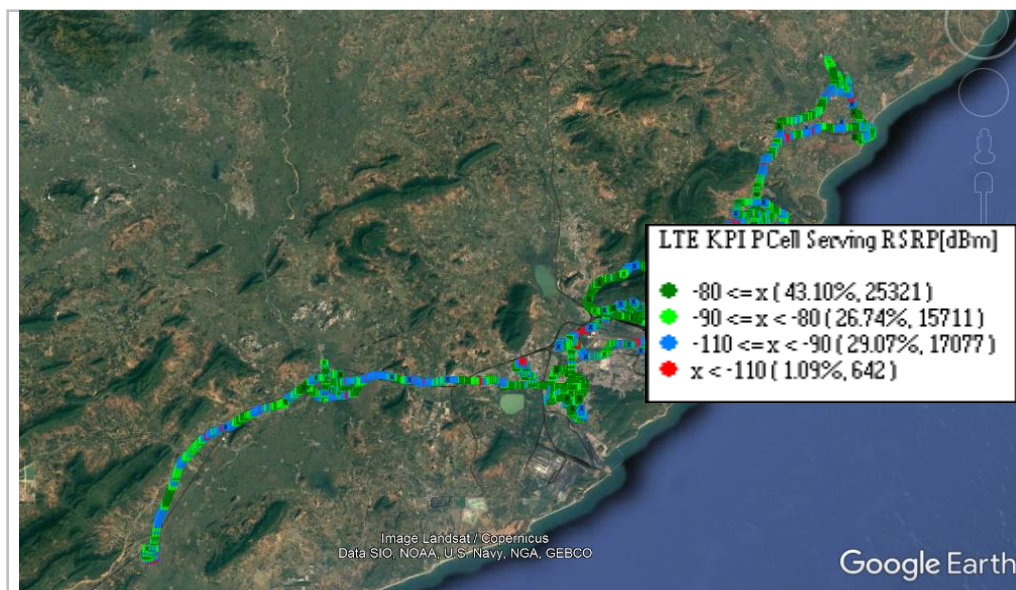 LTE KPI PCell Serving RSRP[dBm]
-80 <= x ( 43.10%, 25321 )
-90 <= x < -80 ( 26.74%, 15711 )
-110 <= x < -90 ( 29.07%, 17077 )
x < -110 ( 1.09%, 642 )
Image Landsat / Copernicus
Data SIO, NOAA, U.S. Navy, NGA, GEBCO
Google Earth